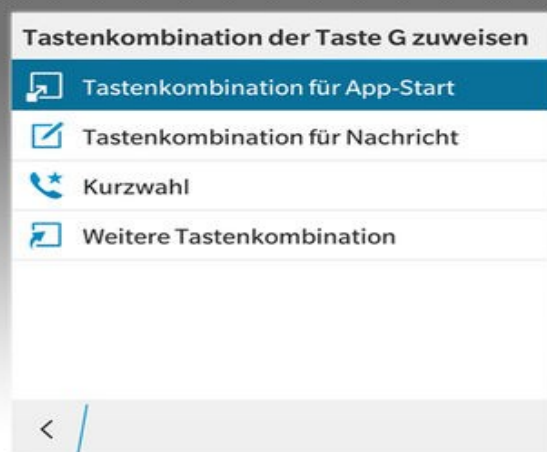 Tastenkombination der Taste G zuweisen
Tastenkombination für App-Start
Tastenkombination für Nachricht
Kurzwahl
Weitere Tastenkombination